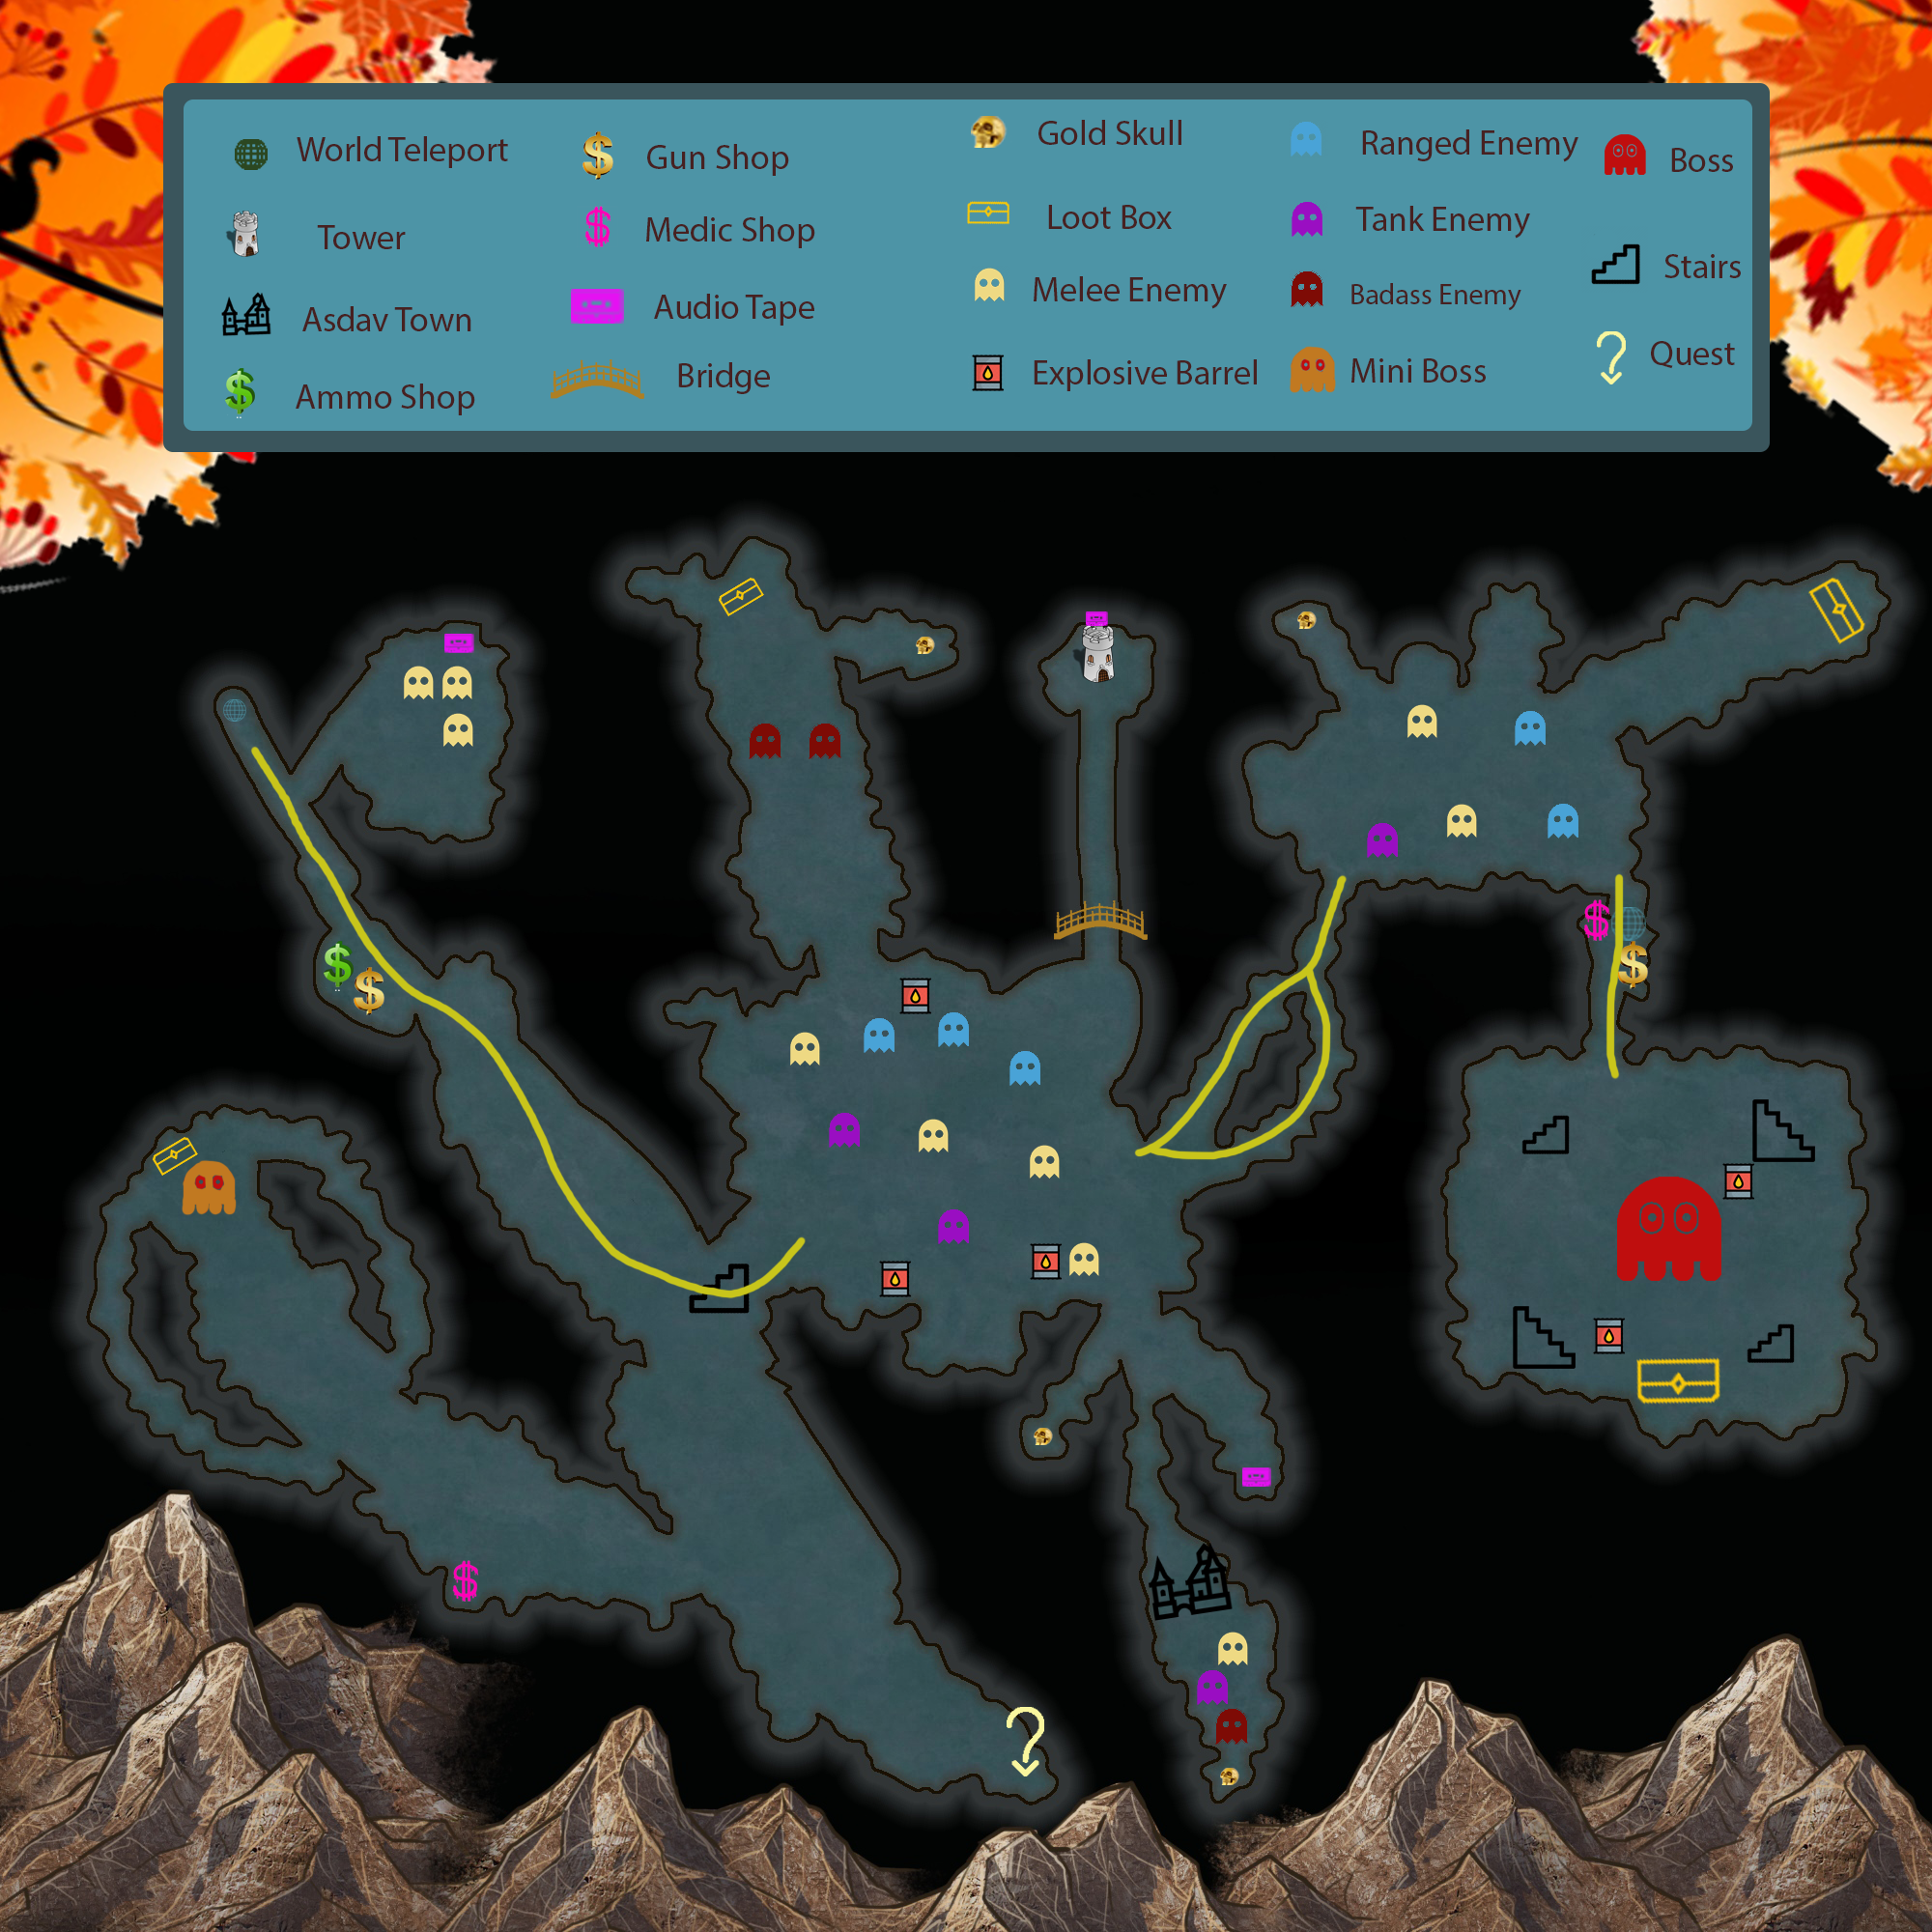 World Teleport
Tower
Asdav Town
Ammo Shop
Gun Shop
Medic Shop
Audio Tape
Bridge
Gold Skull
Loot Box
Melee Enemy
Explosive Barrel
Ranged Enemy
Tank Enemy
Badass Enemy
Mini Boss
Boss
Stairs
Quest